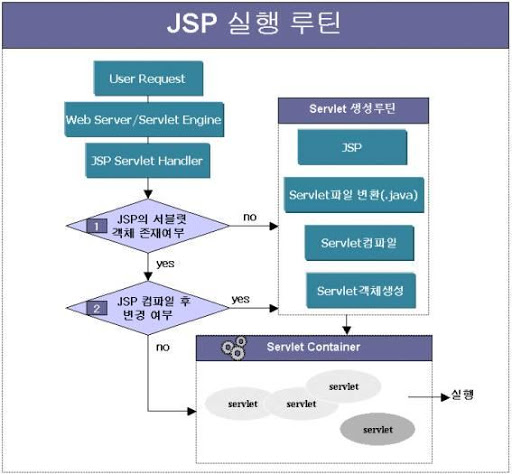 JSP 실행 루틴
User Request
Web Server/Servlet Engine
JSP Servlet Handler
1
JSP의 서블릿
객체 존재여부
no
yes
2
JSP 컴파일 후
변경 여부
yes
no
Servlet 생성루틴
JSP
Servlet파일 변환(.java)
Servlet컴파일
Servlet객체생성
Servlet Container
servlet
servlet
servlet
servlet
실행